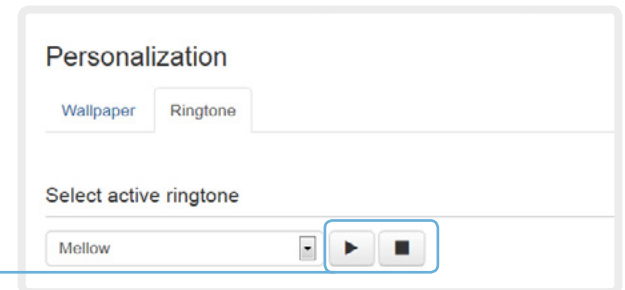 Personalization
Wallpaper Ringtone
Select active ringtone
Mellow